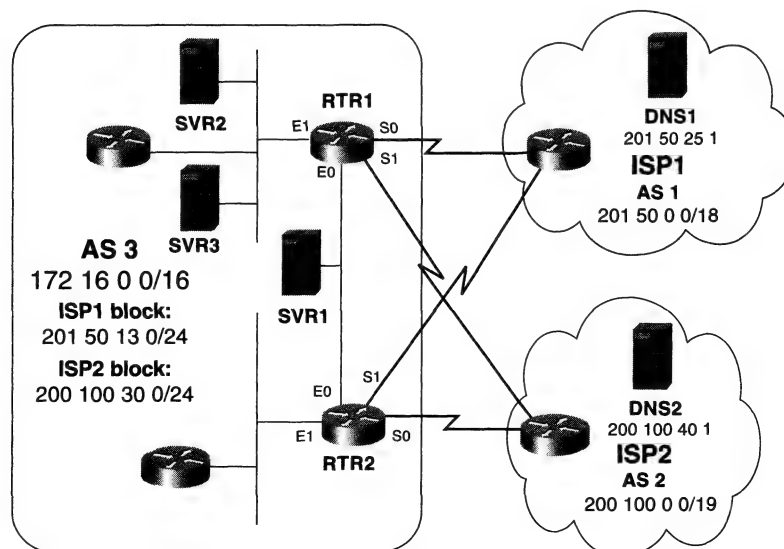 SVR2
RTR1
E1
S0
S1
E0
SVR3
AS 3
172 16 0 0/16
ISP1 block:
201 50 13 0/24
ISP2 block:
200 100 30 0/24
SVR1
E0
S1
E1
S0
RTR2
DNS1
201 50 25 1
ISP1
AS 1
201 50 0 0/18
DNS2
200 100 40 1
ISP2
AS 2
200 100 0 0/19